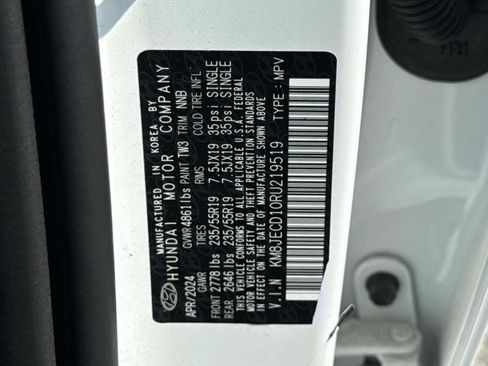 MANUFACTURED IN KOREA BY
HYUNDAI MOTOR COMPANY
APR/2024 GVWR 4861 lbs PAINT TW3 TRIM NNB
GAWR TIRES RIMS COLD TIRE INFL
FRONT 2778 lbs 235/55R19 7.5JX19 35psi SINGLE
REAR 2646 lbs 235/55R19 7.5JX19 35psi SINGLE
THIS VEHICLE CONFORMS TO ALL APPLICABLE U.S.A. FEDERAL
MOTOR VEHICLE SAFETY AND THEFT PREVENTION STANDARDS
IN EFFECT ON THE DATE OF MANUFACTURE SHOWN ABOVE
V.I.N KM8JECD10RU219519 TYPE : MPV